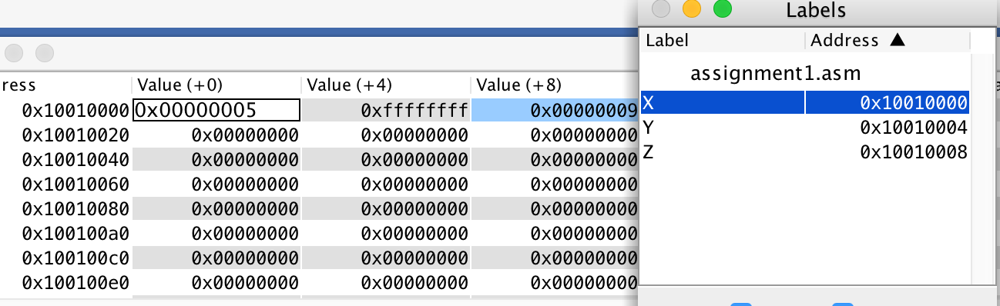 Labels
Label Address ▲
assignment1.asm
X 0x10010000
Y 0x10010004
Z 0x10010008
ress Value (+0) Value (+4) Value (+8)
0x10010000 0x00000005 0xffffffff 0x00000009
0x10010020 0x00000000 0x00000000 0x00000000
0x10010040 0x00000000 0x00000000 0x00000000
0x10010060 0x00000000 0x00000000 0x00000000
0x10010080 0x00000000 0x00000000 0x00000000
0x100100a0 0x00000000 0x00000000 0x00000000
0x100100c0 0x00000000 0x00000000 0x00000000
0x100100e0 0x00000000 0x00000000 0x00000000